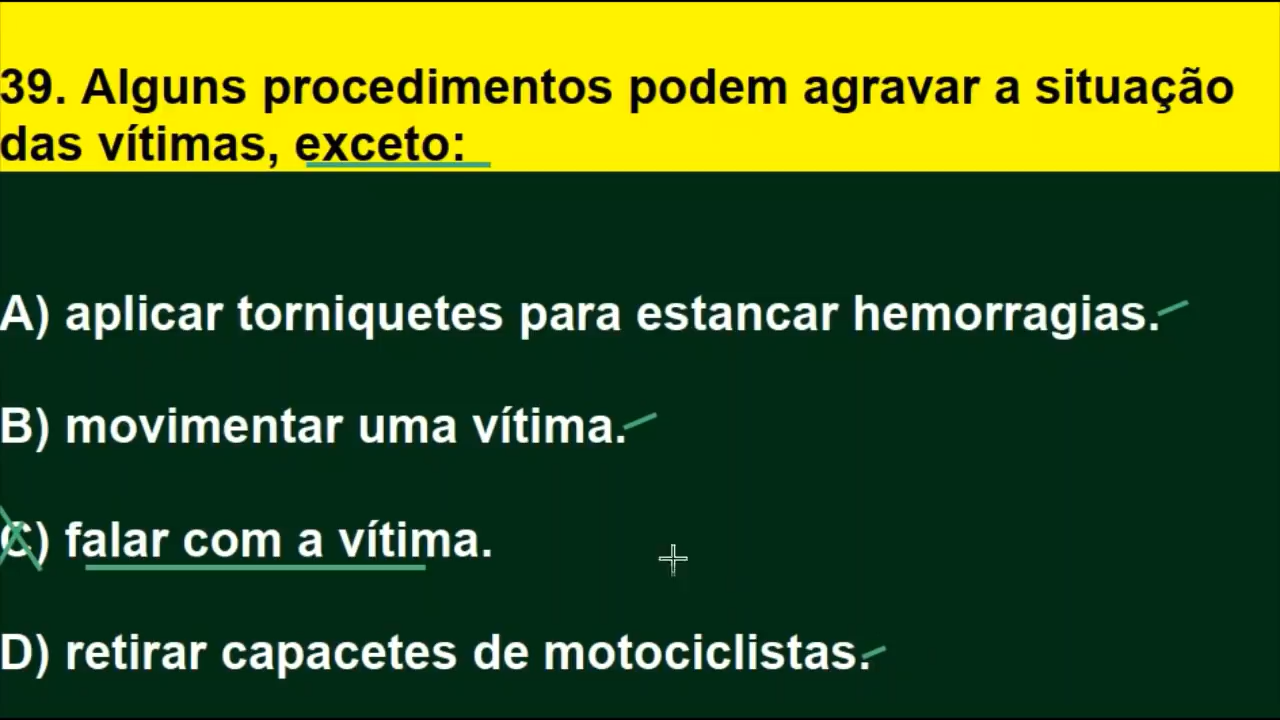 39. Alguns procedimentos podem agravar a situação
das vítimas, exceto:
A) aplicar torniquetes para estancar hemorragias.
B) movimentar uma vítima.
C) falar com a vítima.
D) retirar capacetes de motociclistas.